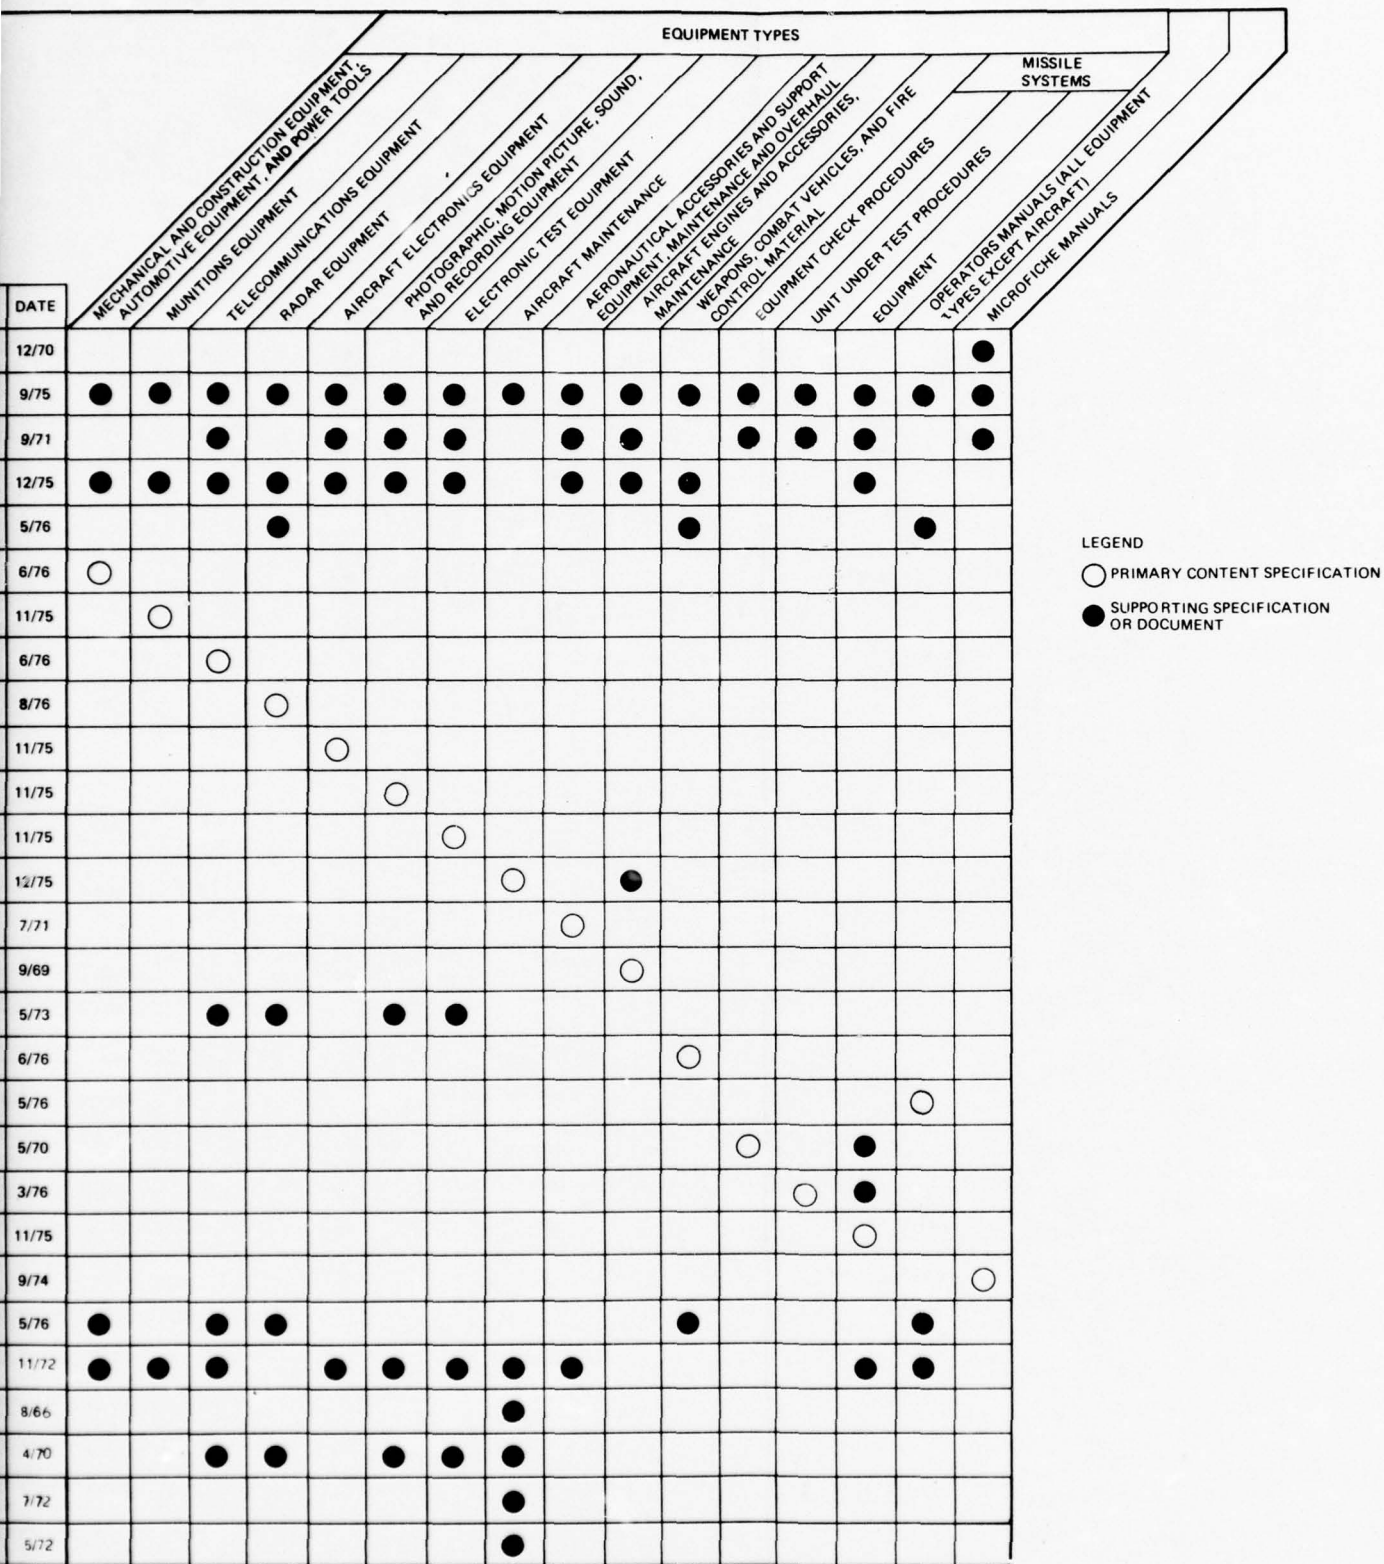 EQUIPMENT TYPES
MISSILE
SYSTEMS
MECHANICAL AND CONSTRUCTION EQUIPMENT,
AUTOMOTIVE EQUIPMENT, AND POWER TOOLS
MUNITIONS EQUIPMENT
TELECOMMUNICATIONS EQUIPMENT
RADAR EQUIPMENT
AIRCRAFT ELECTRONICS EQUIPMENT
PHOTOGRAPHIC, MOTION PICTURE, SOUND,
AND RECORDING EQUIPMENT
ELECTRONIC TEST EQUIPMENT
AIRCRAFT MAINTENANCE
AERONAUTICAL ACCESSORIES AND SUPPORT
EQUIPMENT, MAINTENANCE AND OVERHAUL
AIRCRAFT ENGINES AND ACCESSORIES,
MAINTENANCE
WEAPONS, COMBAT VEHICLES, AND FIRE
CONTROL MATERIAL
EQUIPMENT CHECK PROCEDURES
UNIT UNDER TEST PROCEDURES
EQUIPMENT
OPERATORS MANUALS (ALL EQUIPMENT
TYPES EXCEPT AIRCRAFT)
MICROFICHE MANUALS
DATE
12/70
9/75
9/71
12/75
5/76
6/76
11/75
6/76
8/76
11/75
11/75
11/75
12/75
7/71
9/69
5/73
6/76
5/76
5/70
3/76
11/75
9/74
5/76
11/72
8/66
4/70
7/72
5/72
LEGEND
PRIMARY CONTENT SPECIFICATION
SUPPORTING SPECIFICATION
OR DOCUMENT